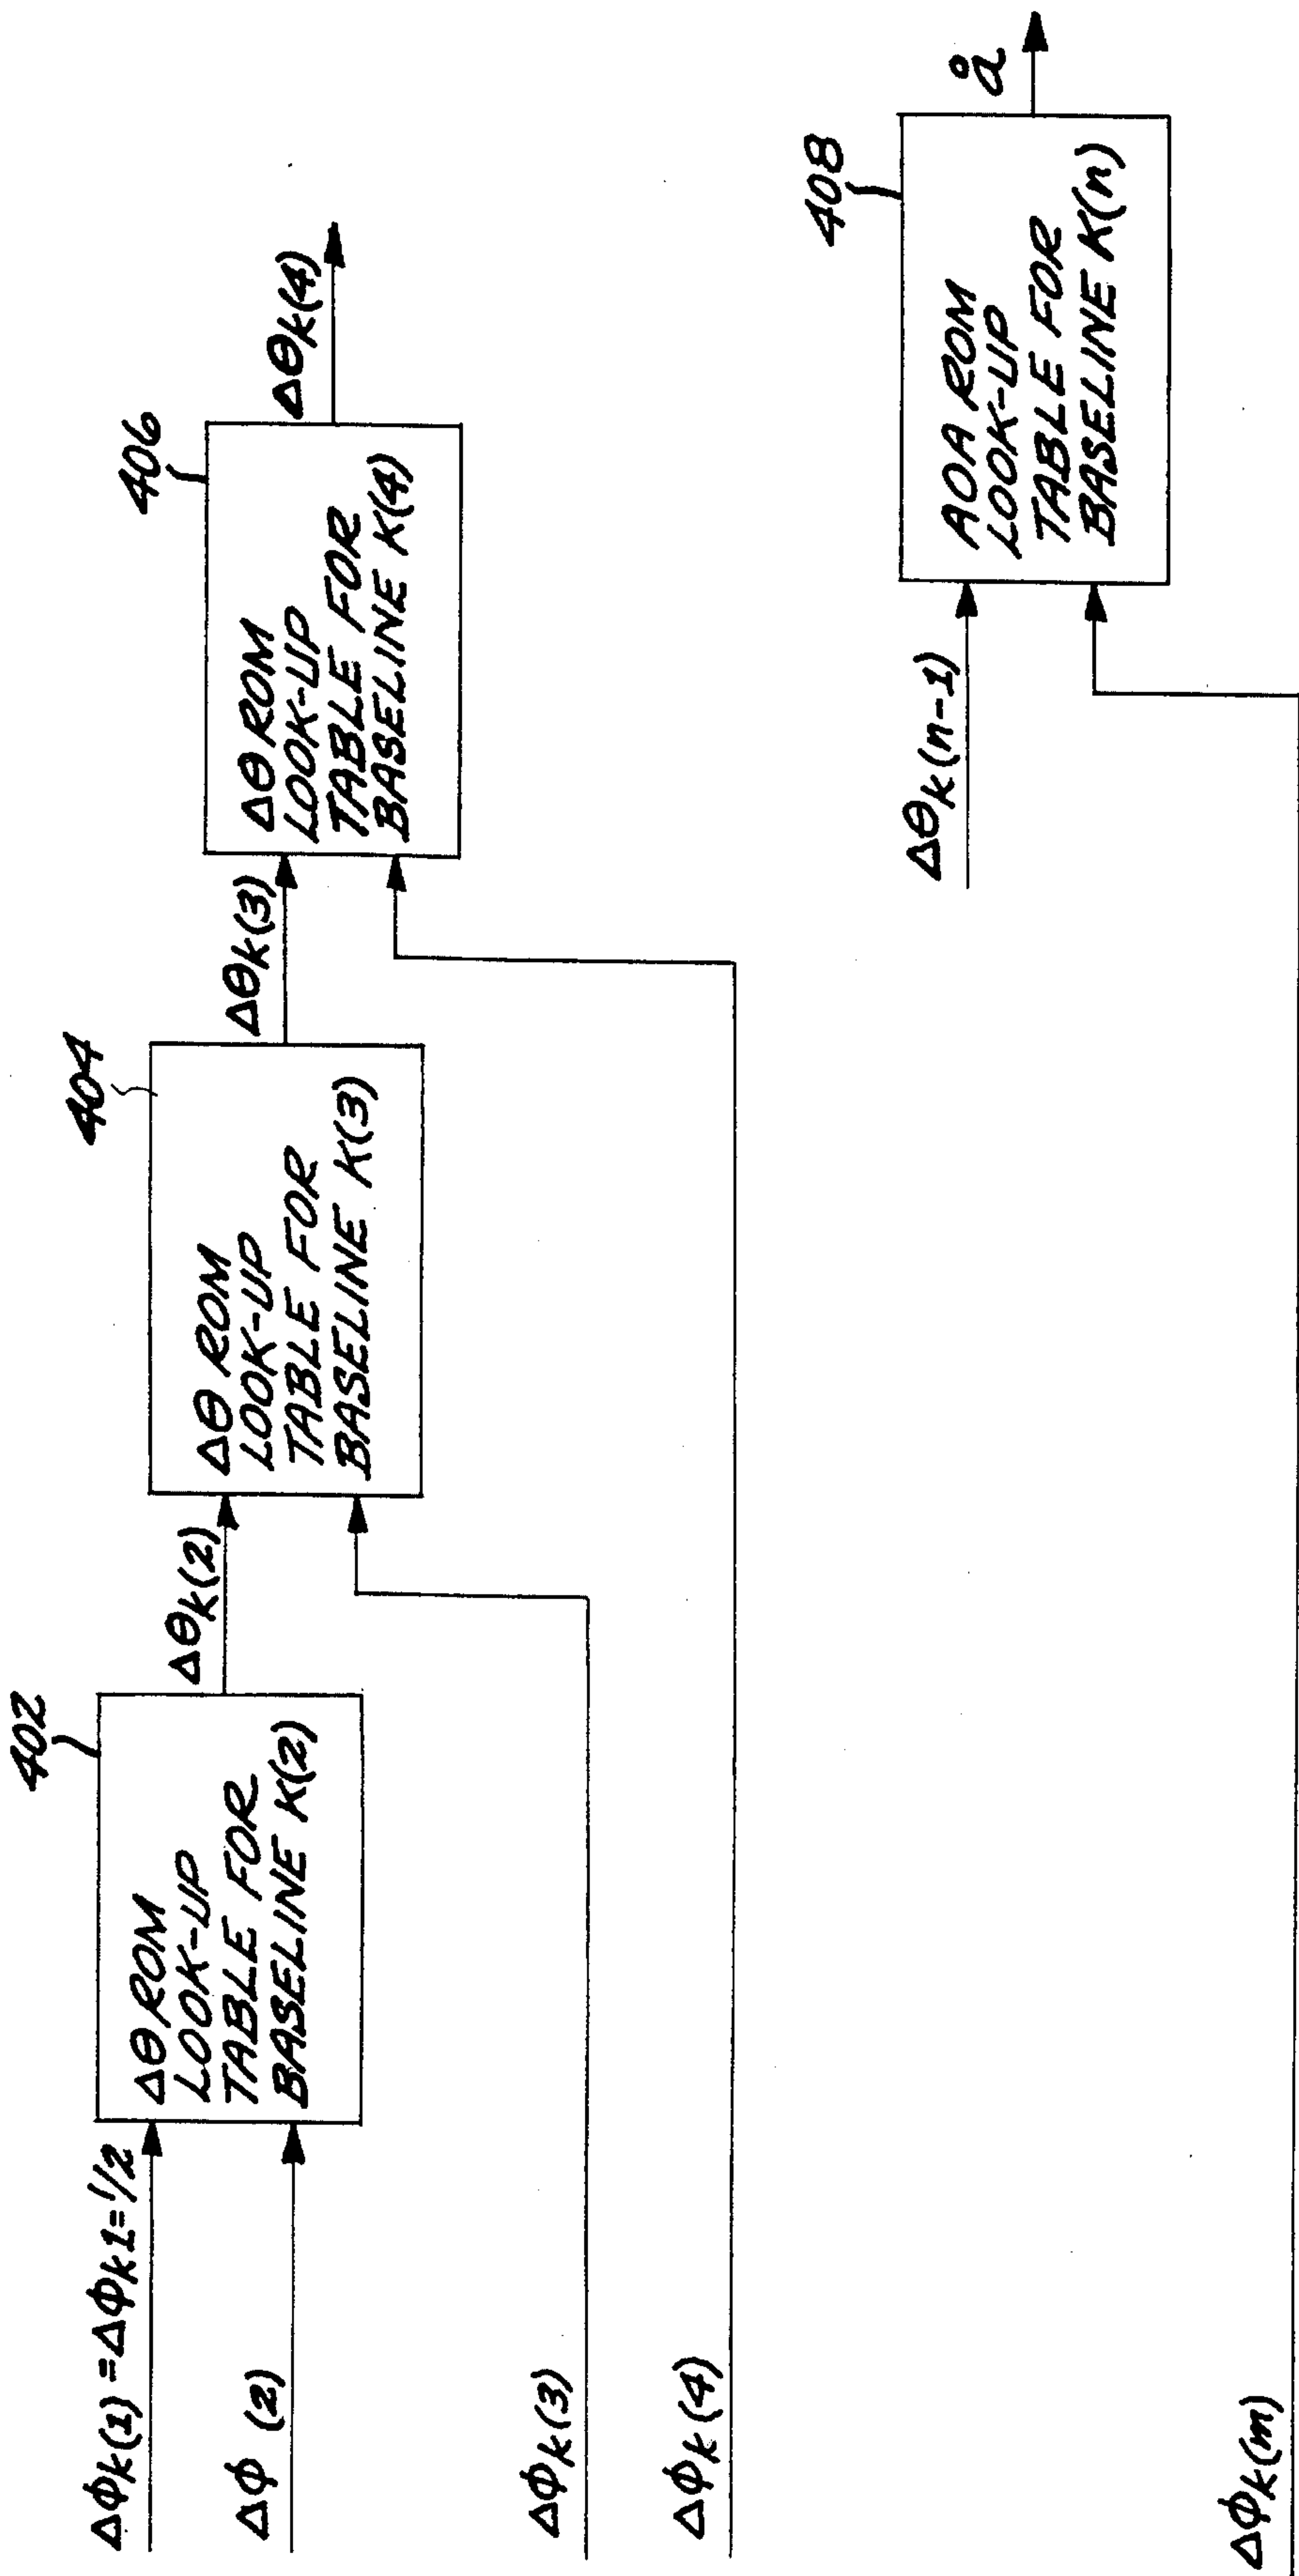 402
Δϕk(1) = Δϕk1=1/2
Δϕ (2)
ΔΘ ROM
LOOK-UP
TABLE FOR
BASELINE K(2)
Δθk(2)
404
Δϕk(3)
ΔΘ ROM
LOOK-UP
TABLE FOR
BASELINE K(3)
Δθk(3)
406
Δϕk(4)
ΔΘ ROM
LOOK-UP
TABLE FOR
BASELINE K(4)
Δθk(4)
408
Δθk(n-1)
Δϕk(m)
AOA ROM
LOOK-UP
TABLE FOR
BASELINE K(n)
å